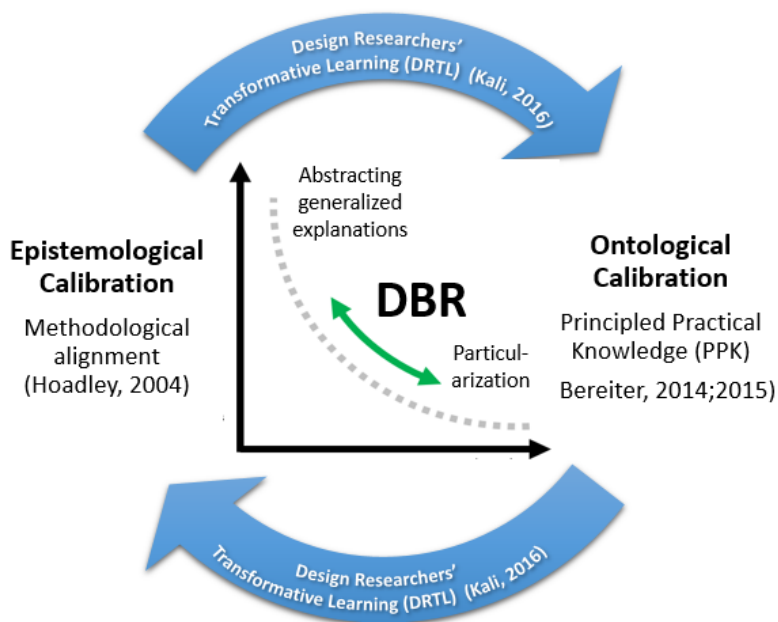 Design Researchers'
Transformative Learning (DRTL) (Kali, 2016)
Abstracting
generalized
explanations
Epistemological
Calibration
Methodological
alignment
(Hoadley, 2004)
DBR
Particul-
arization
Ontological
Calibration
Principled Practical
Knowledge (PPK)
Bereiter, 2014;2015)
Design Researchers'
Transformative Learning (DRTL) (Kali, 2016)